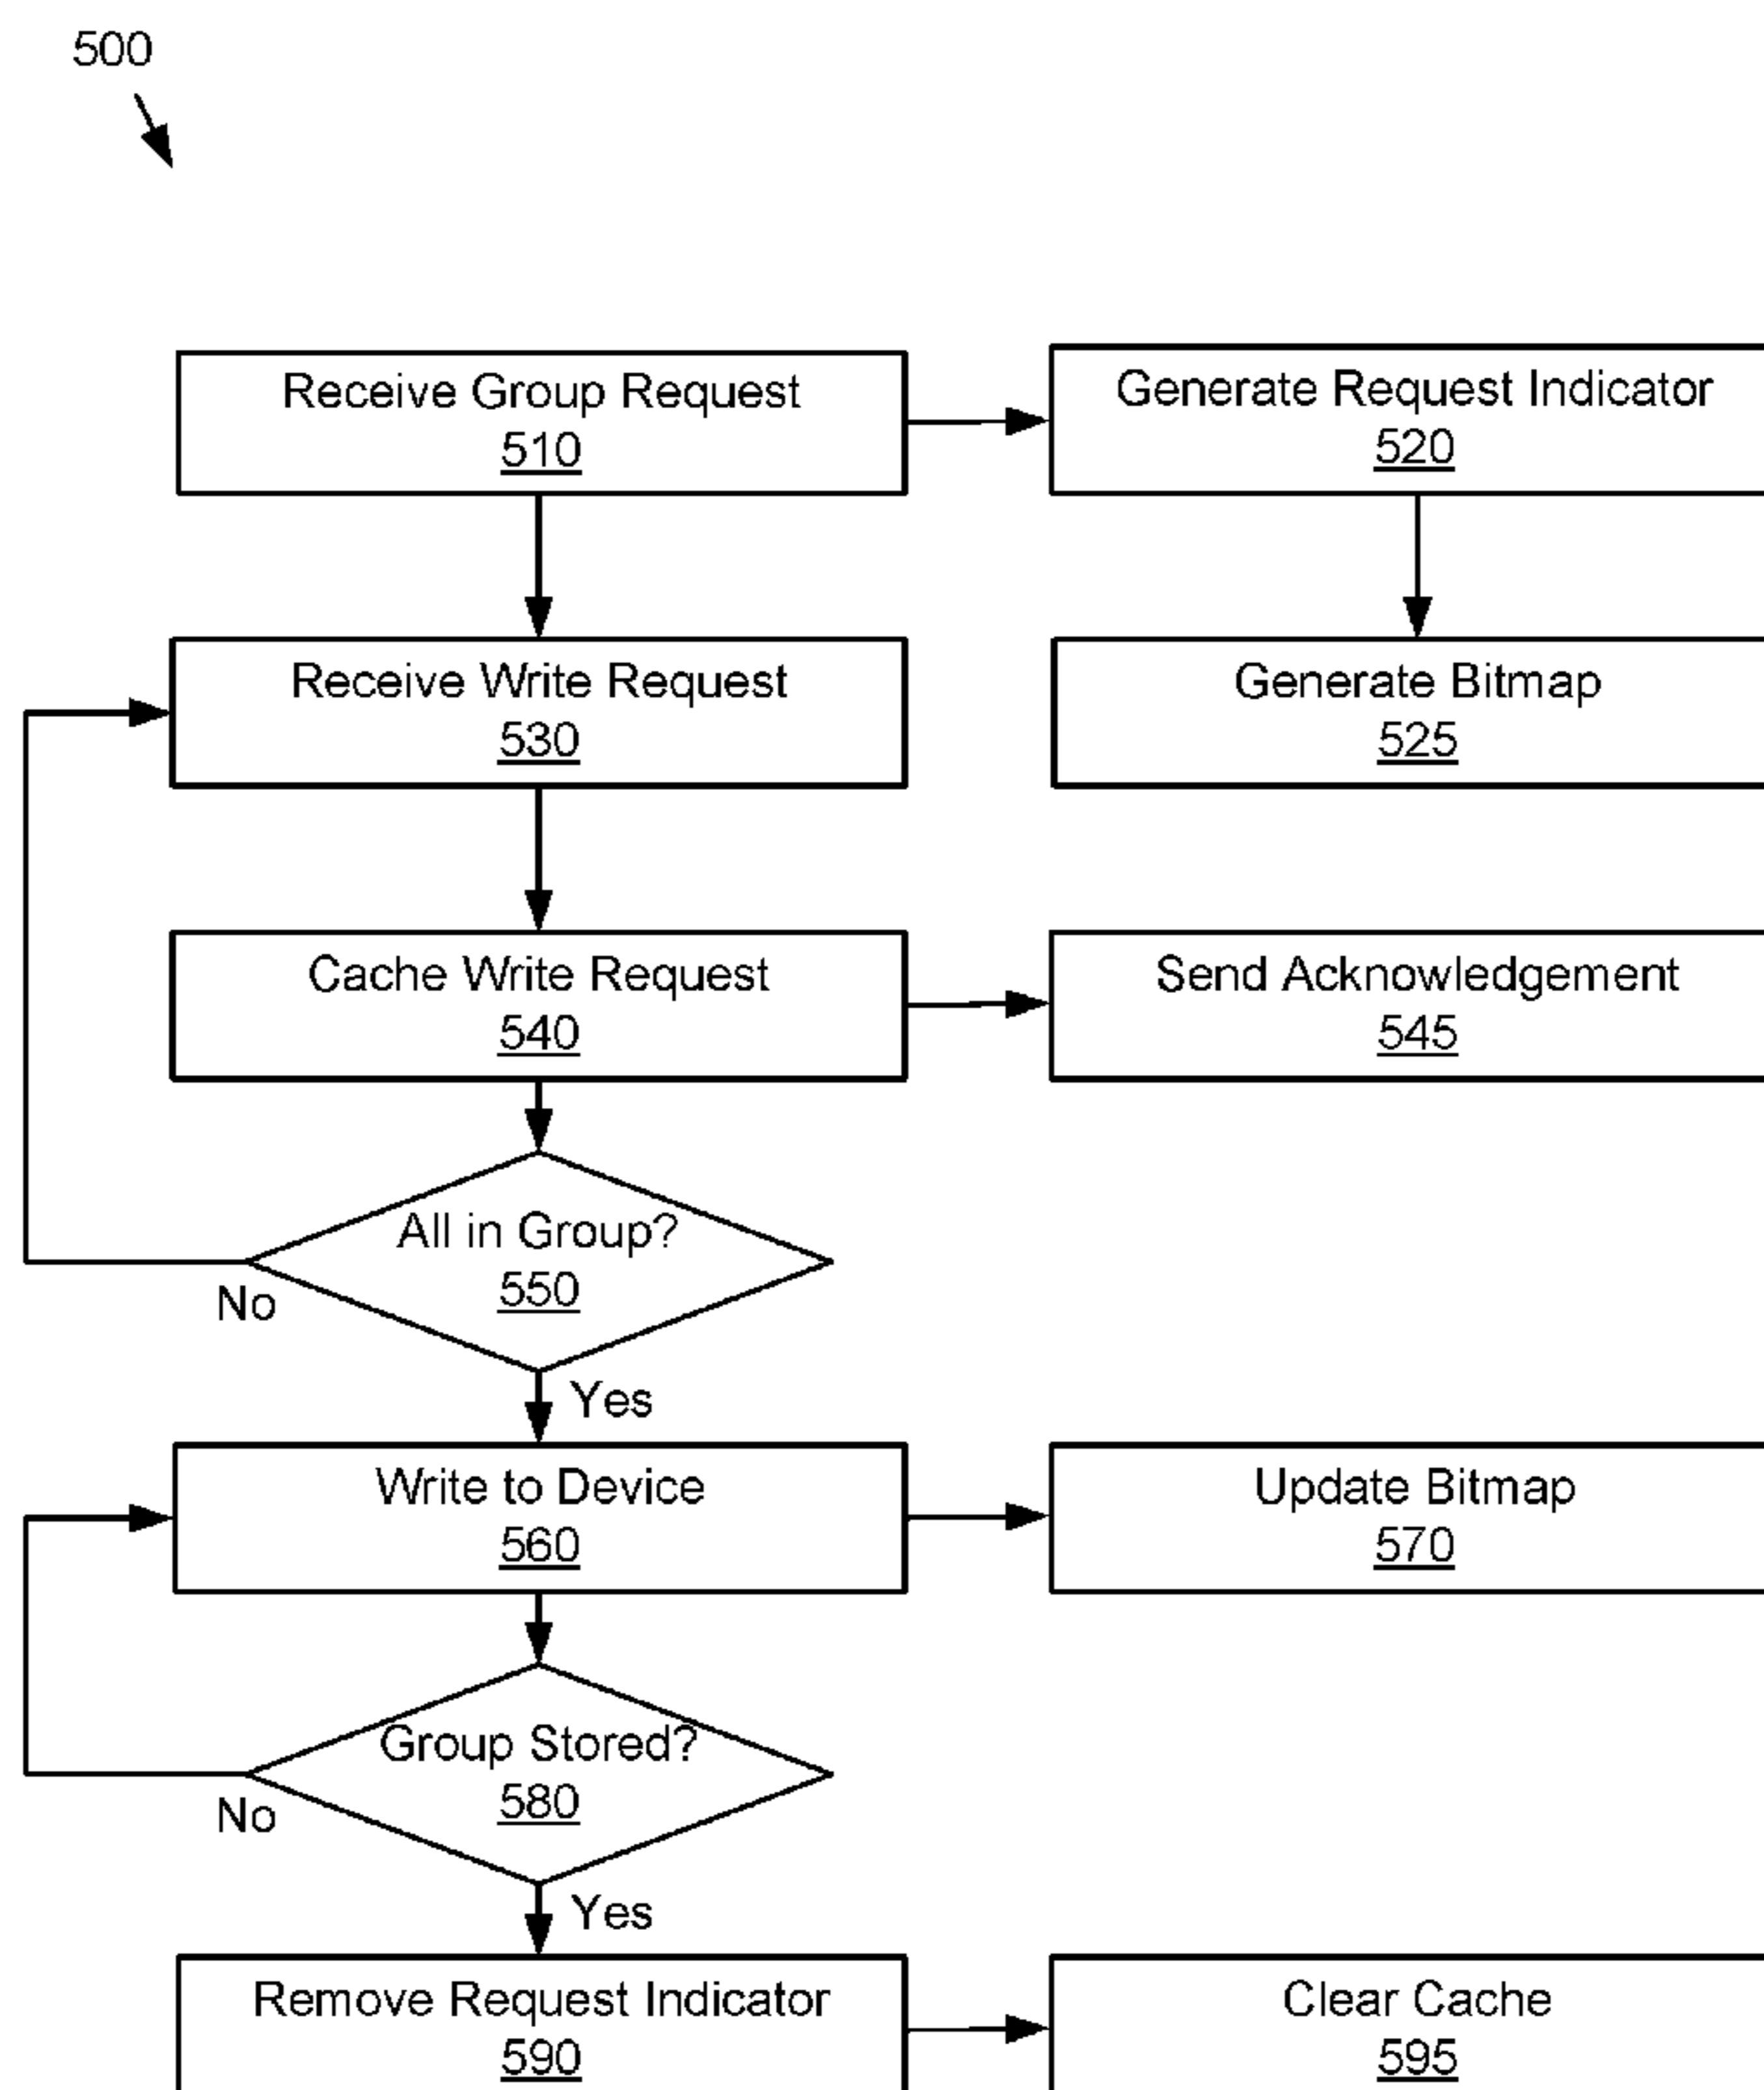 500
Receive Group Request
510
Generate Request Indicator
520
Receive Write Request
530
Generate Bitmap
525
Cache Write Request
540
Send Acknowledgement
545
All in Group?
550
No
Yes
Write to Device
560
Update Bitmap
570
Group Stored?
580
No
Yes
Remove Request Indicator
590
Clear Cache
595